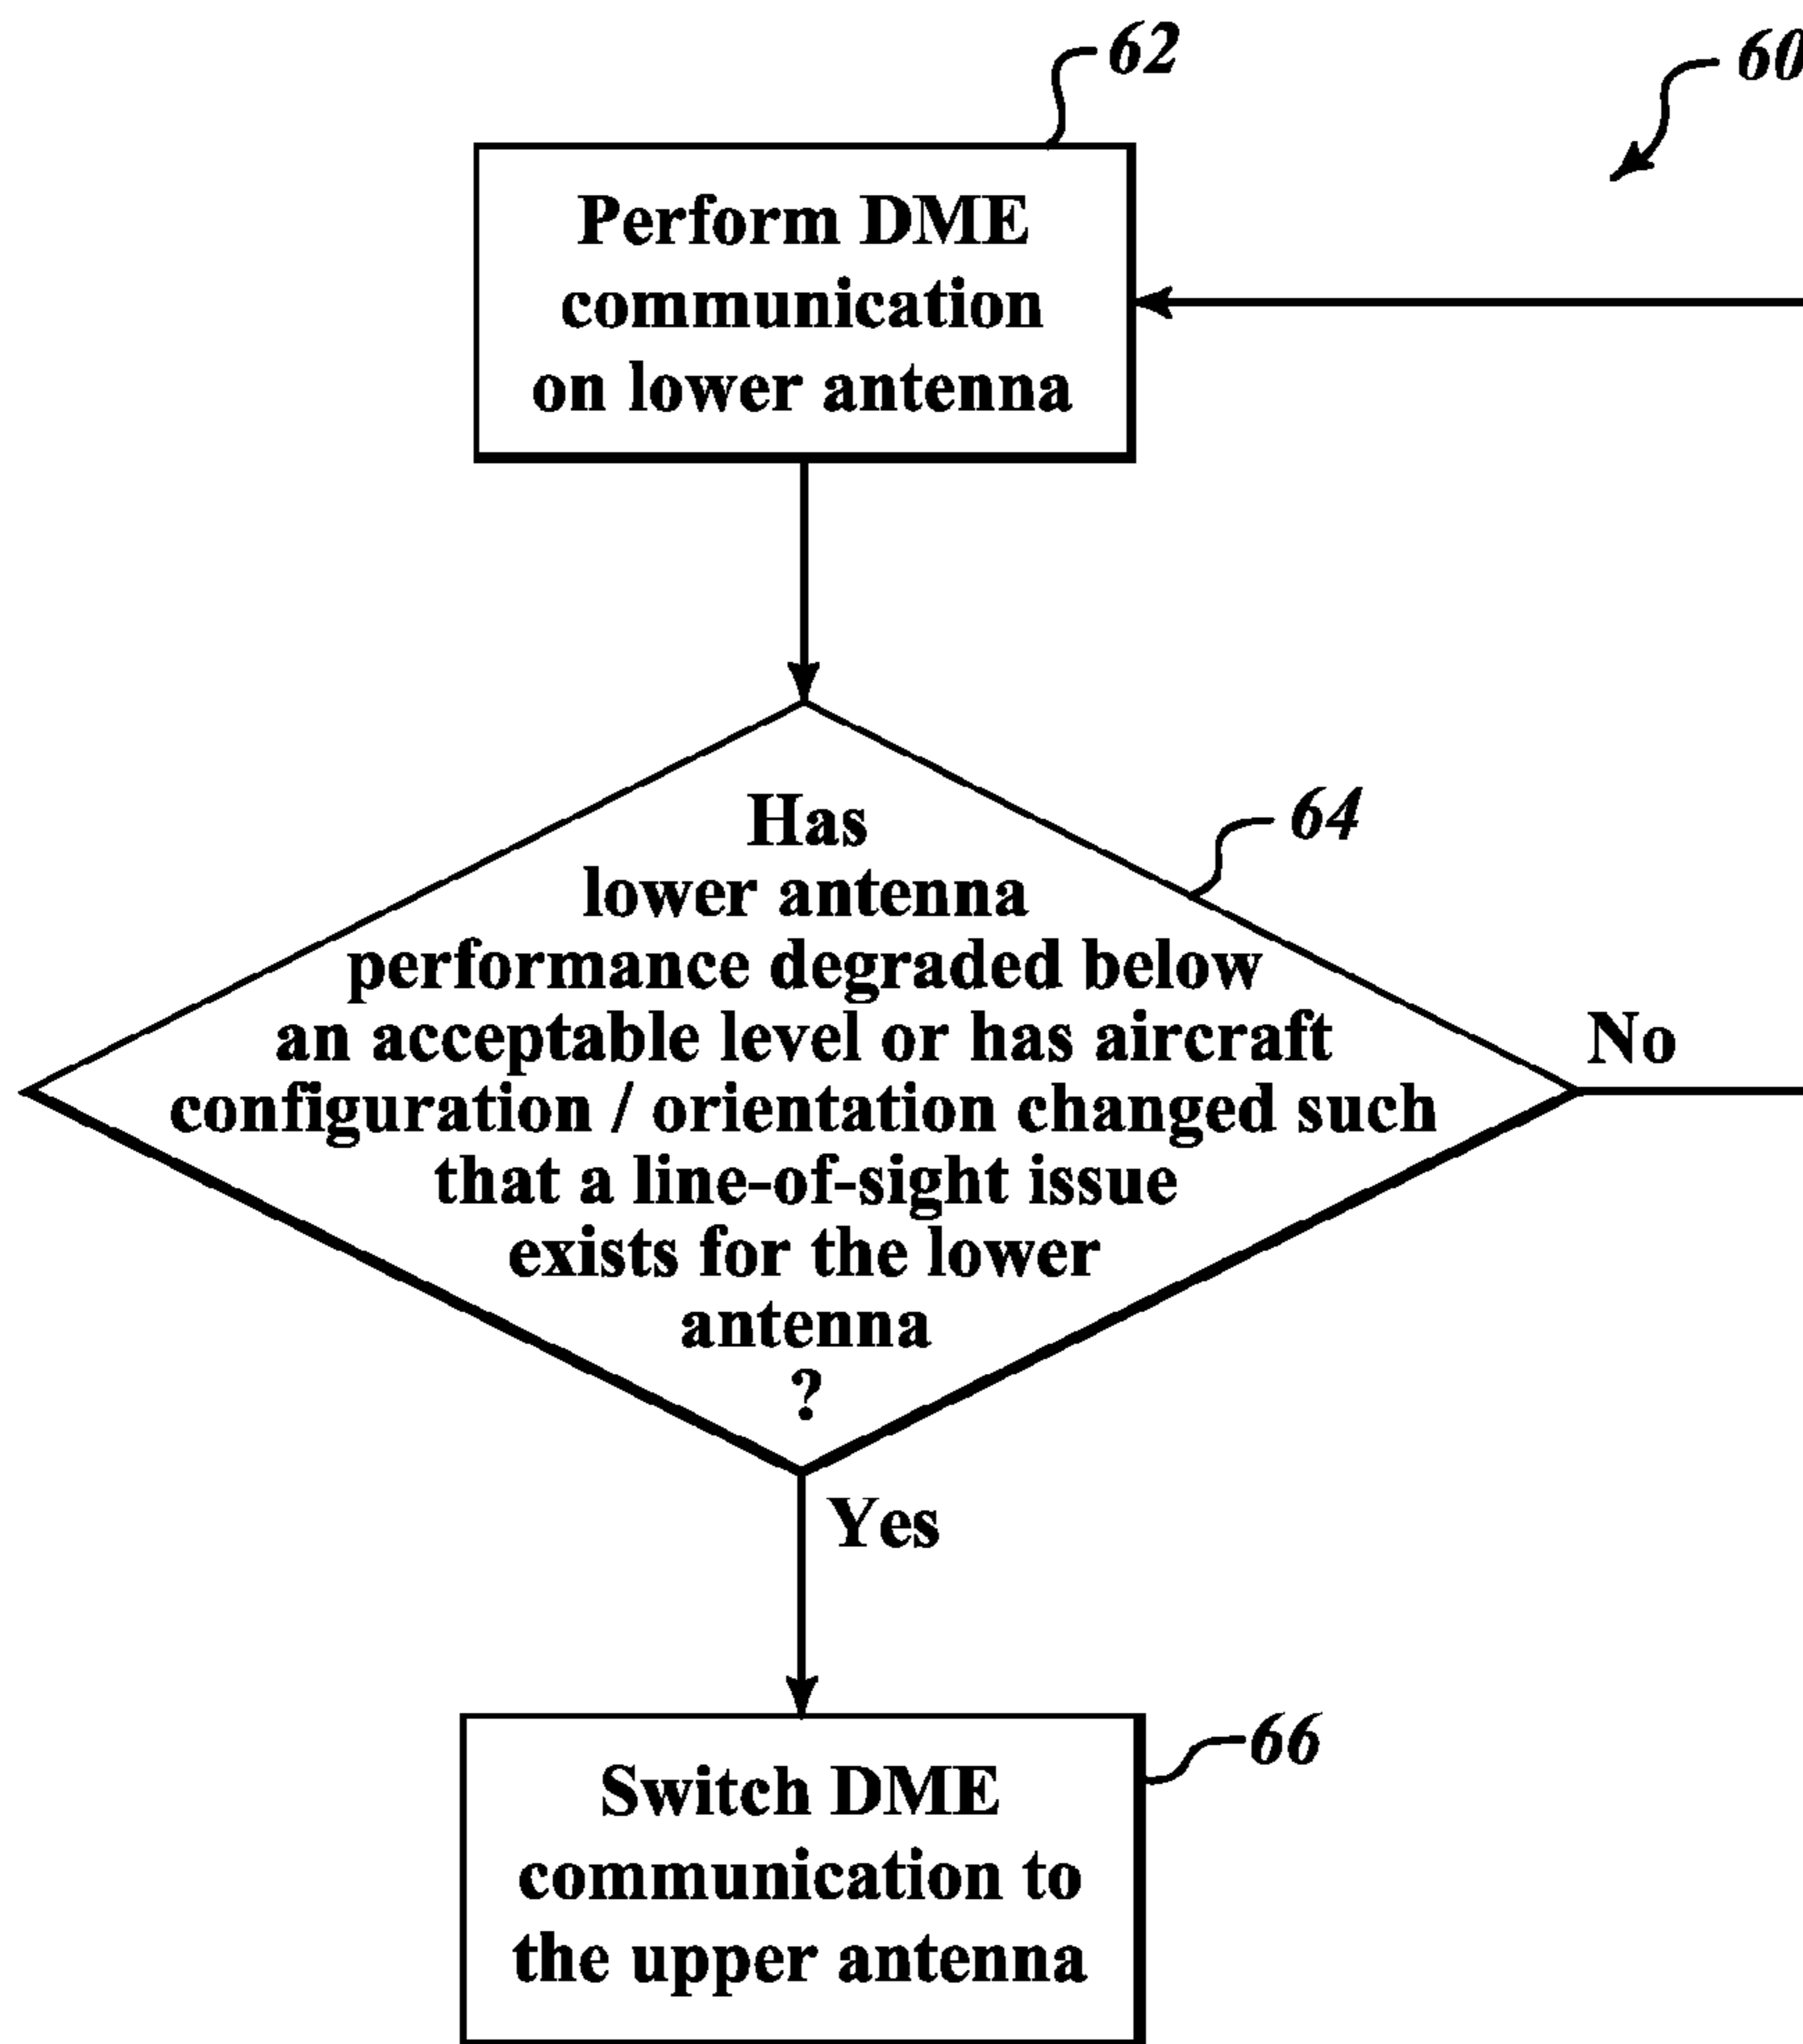 62
60
Perform DME
communication
on lower antenna
64
Has
lower antenna
performance degraded below
an acceptable level or has aircraft
configuration / orientation changed such
that a line-of-sight issue
exists for the lower
antenna
?
No
Yes
66
Switch DME
communication to
the upper antenna